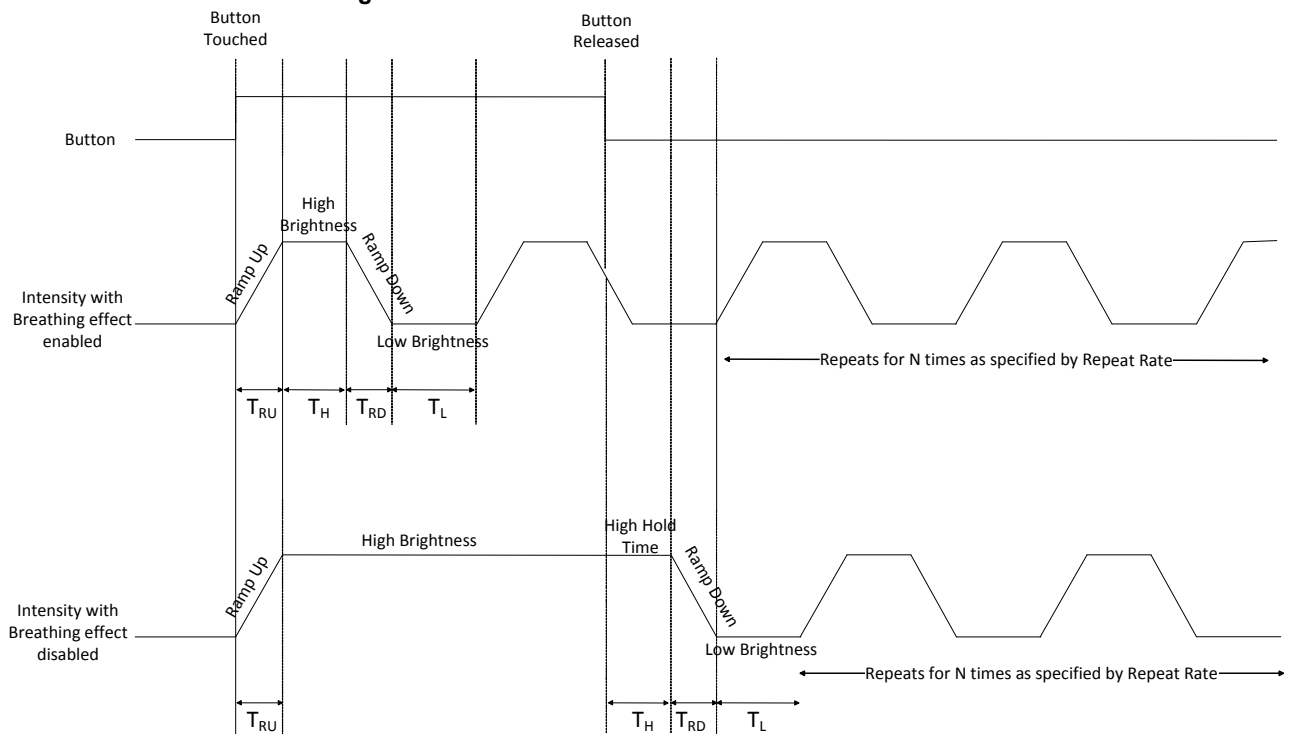 Button
Touched
Button
Released
Button
High
Brightness
Ramp Up
Ramp Down
Intensity with
Breathing effect
enabled
Low Brightness
Repeats for N times as specified by Repeat Rate
TRU
TH
TRD
TL
High Brightness
High Hold
Time
Ramp Up
Ramp Down
Intensity with
Breathing effect
disabled
Low Brightness
Repeats for N times as specified by Repeat Rate
TRU
TH
TRD
TL